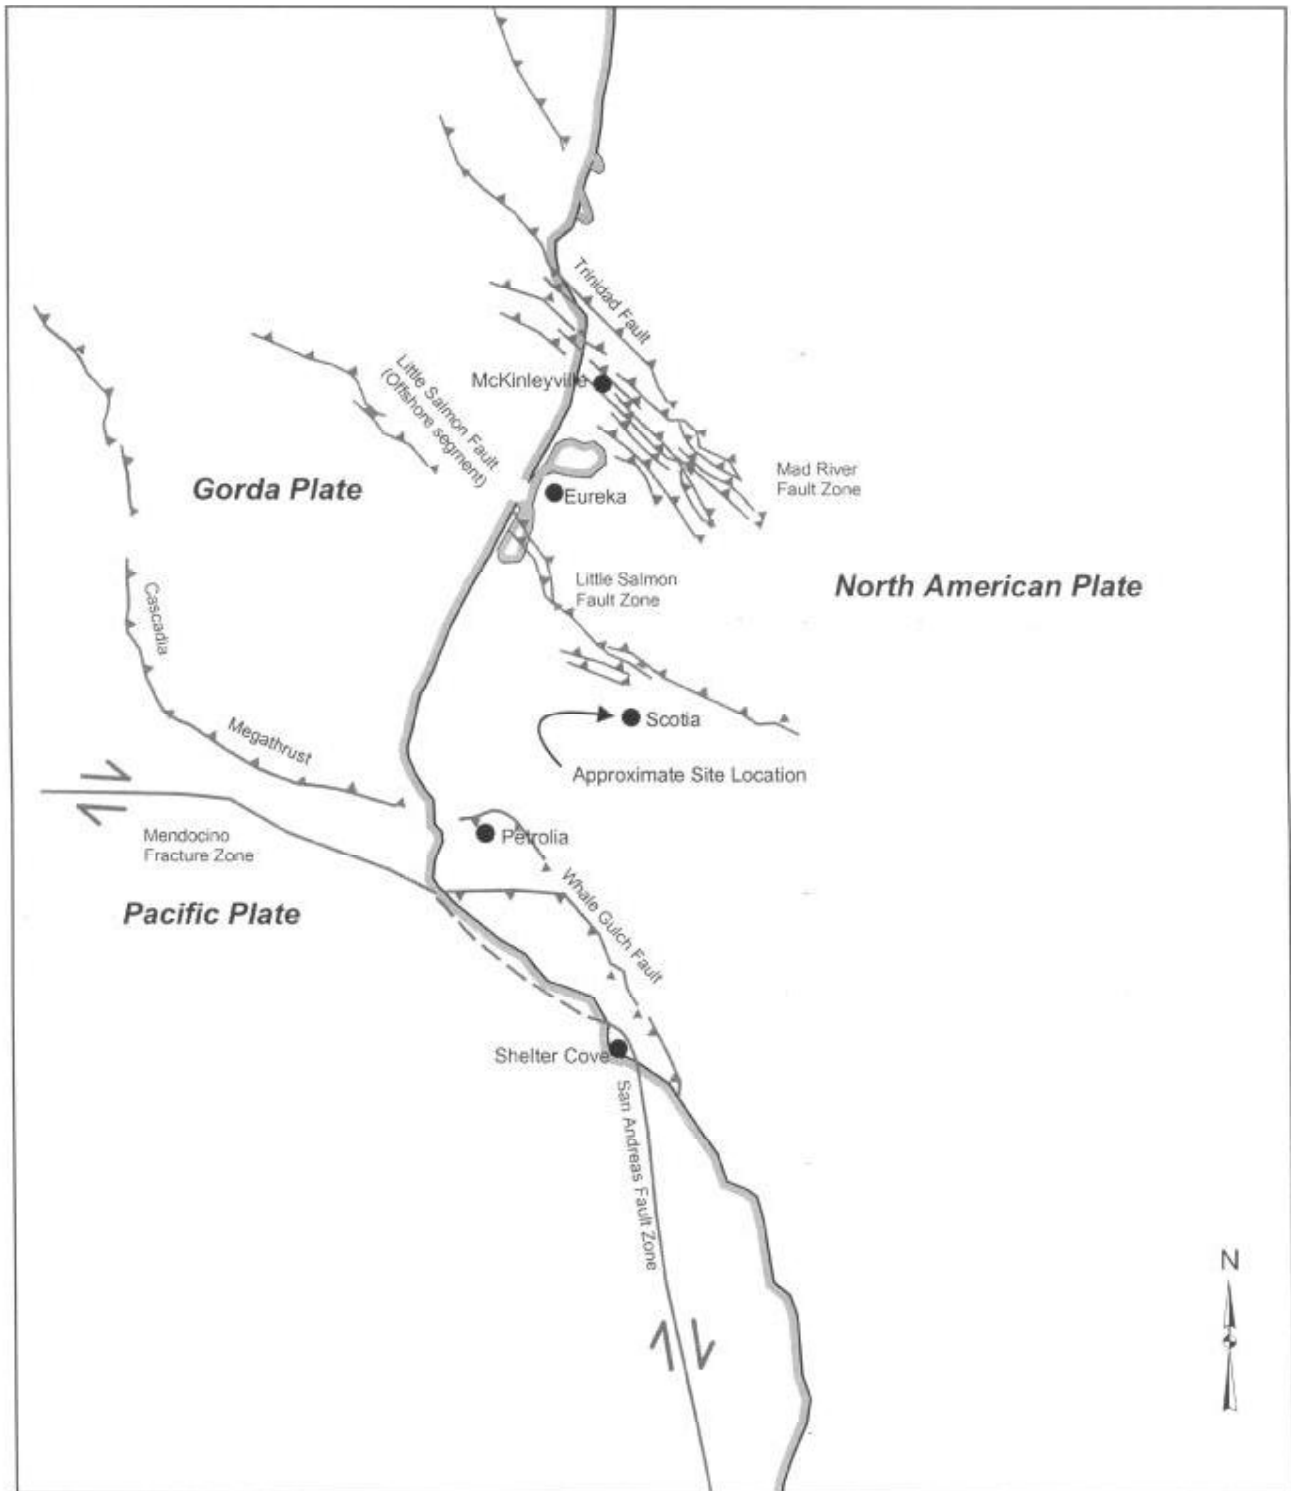 Trinidad Fault
Little Salmon Fault
(Offshore segment)
McKinleyville
Mad River
Fault Zone
Gorda Plate
Eureka
Little Salmon
Fault Zone
North American Plate
Cascadia
Megathrust
Scotia
Approximate Site Location
Mendocino
Fracture Zone
Petrolia
Whale Gulch Fault
Pacific Plate
Shelter Cove
San Andreas Fault Zone
N